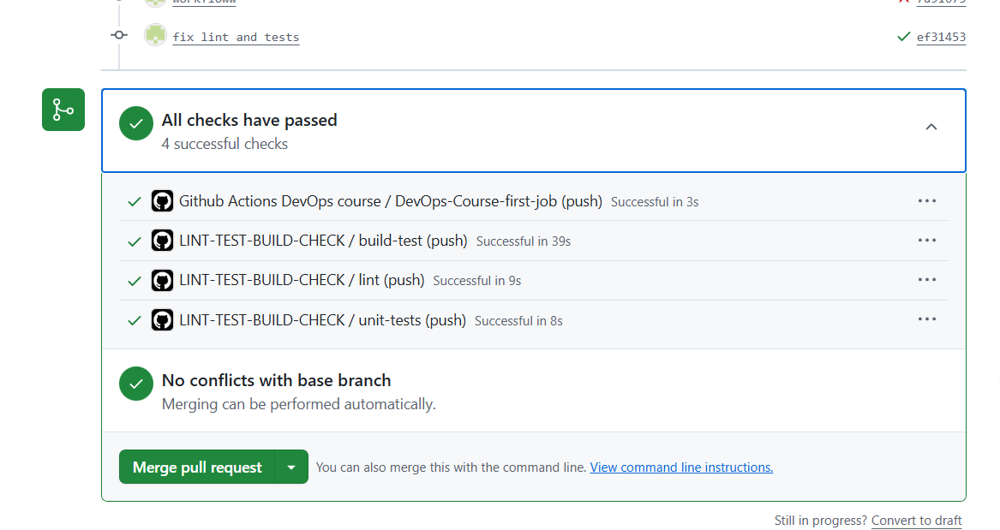 workfloww
7d91673
fix lint and tests
ef31453
All checks have passed
4 successful checks
Github Actions DevOps course / DevOps-Course-first-job (push) Successful in 3s
LINT-TEST-BUILD-CHECK / build-test (push) Successful in 39s
LINT-TEST-BUILD-CHECK / lint (push) Successful in 9s
LINT-TEST-BUILD-CHECK / unit-tests (push) Successful in 8s
No conflicts with base branch
Merging can be performed automatically.
Merge pull request
You can also merge this with the command line. View command line instructions.
Still in progress? Convert to draft